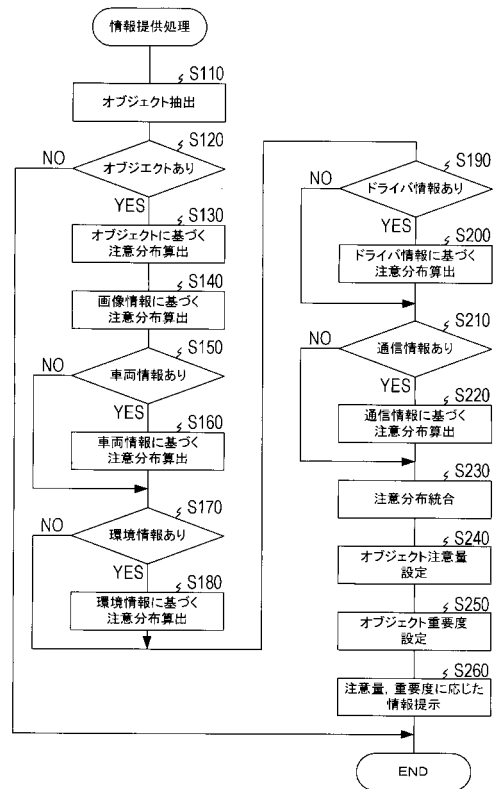 情報提供処理
S110
オブジェクト抽出
S120
オブジェクトあり
NO
YES
S130
オブジェクトに基づく
注意分布算出
S140
画像情報に基づく
注意分布算出
S150
車両情報あり
NO
YES
S160
車両情報に基づく
注意分布算出
S170
環境情報あり
NO
YES
S180
環境情報に基づく
注意分布算出
S190
ドライバ情報あり
NO
YES
S200
ドライバ情報に基づく
注意分布算出
S210
通信情報あり
NO
YES
S220
通信情報に基づく
注意分布算出
S230
注意分布統合
S240
オブジェクト注意量
設定
S250
オブジェクト重要度
設定
S260
注意量，重要度に応じた
情報提示
END